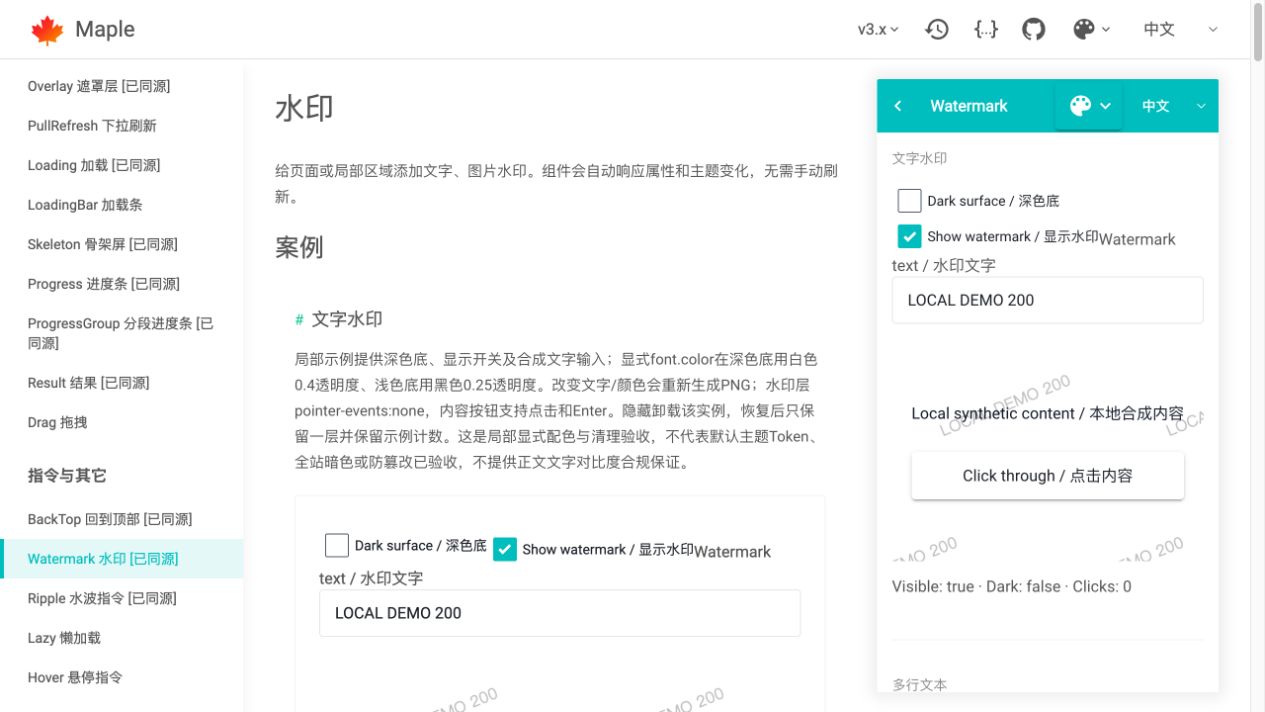 Maple
v3.x
中文
Overlay 遮罩层 [已同源]
PullRefresh 下拉刷新
Loading 加载 [已同源]
LoadingBar 加载条
Skeleton 骨架屏 [已同源]
Progress 进度条 [已同源]
ProgressGroup 分段进度条 [已
同源]
Result 结果 [已同源]
Drag 拖拽
指令与其它
BackTop 回到顶部 [已同源]
Watermark 水印 [已同源]
Ripple 水波指令 [已同源]
Lazy 懒加载
Hover 悬停指令
水印
给页面或局部区域添加文字、图片水印。组件会自动响应属性和主题变化，无需手动刷
新。
案例
# 文字水印
局部示例提供深色底、显示开关及合成文字输入；显式font.color在深色底用白色
0.4透明度、浅色底用黑色0.25透明度。改变文字/颜色会重新生成PNG；水印层
pointer-events:none，内容按钮支持点击和Enter。隐藏卸载该实例，恢复后只保
留一层并保留示例计数。这是局部显式配色与清理验收，不代表默认主题Token、
全站暗色或防篡改已验收，不提供正文文字对比度合规保证。
Dark surface / 深色底
Show watermark / 显示水印Watermark
text / 水印文字
LOCAL DEMO 200
DEMO 200
DEMO 200
Watermark
中文
文字水印
Dark surface / 深色底
Show watermark / 显示水印Watermark
text / 水印文字
LOCAL DEMO 200
LOCAL DEMO 200
LOCA
Local synthetic content / 本地合成内容
Click through / 点击内容
MO 200
MO 200
Visible: true · Dark: false · Clicks: 0
多行文本